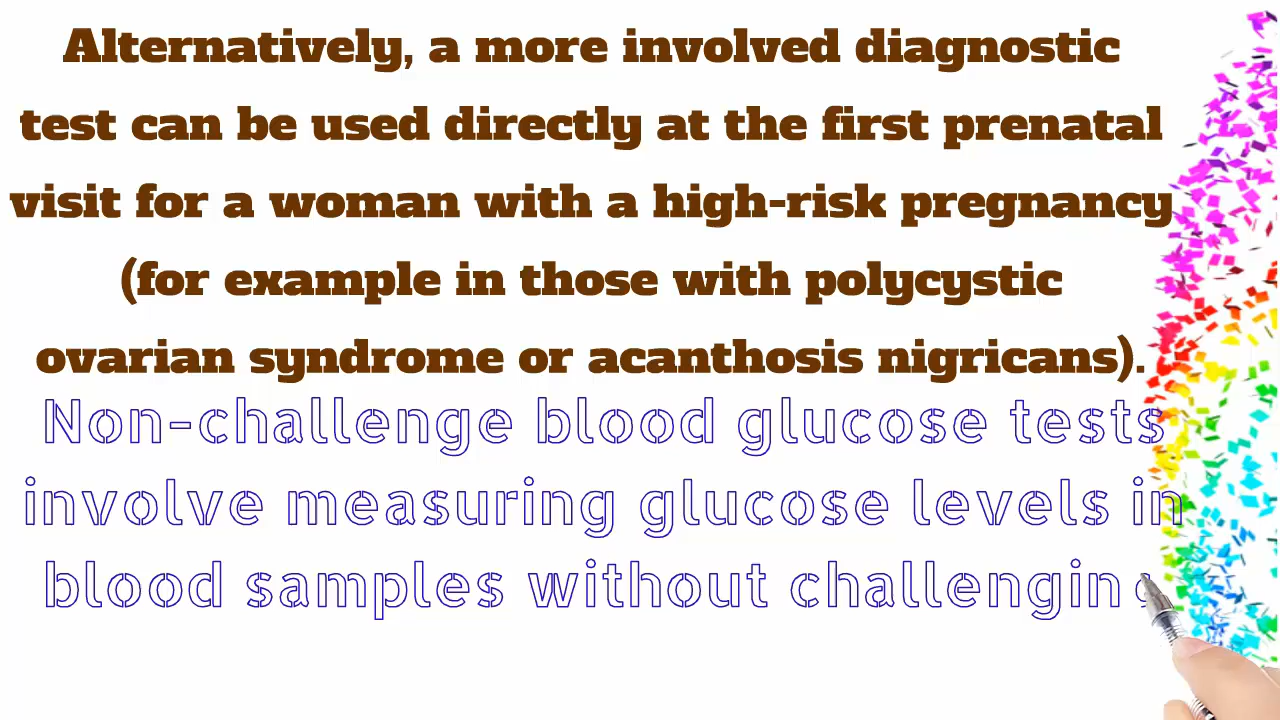 Alternatively, a more involved diagnostic
test can be used directly at the first prenatal
visit for a woman with a high-risk pregnancy
(for example in those with polycystic
ovarian syndrome or acanthosis nigricans).
Non-challenge blood glucose tests
involve measuring glucose levels in
blood samples without challenging